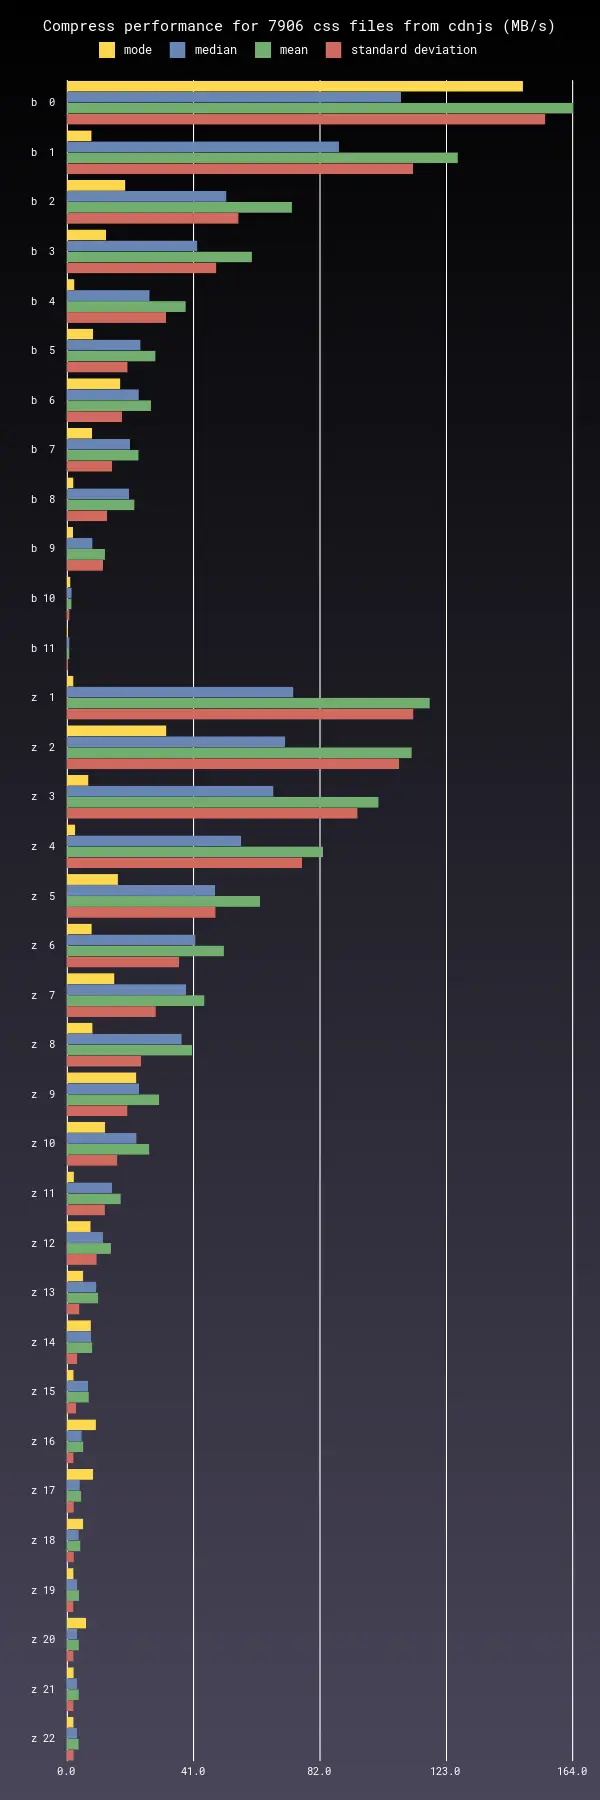 Compress performance for 7906 css files from cdnjs (MB/s)
mode median mean standard deviation
b 0
b 1
b 2
b 3
b 4
b 5
b 6
b 7
b 8
b 9
b 10
b 11
z 1
z 2
z 3
z 4
z 5
z 6
z 7
z 8
z 9
z 10
z 11
z 12
z 13
z 14
z 15
z 16
z 17
z 18
z 19
z 20
z 21
z 22
0.0 41.0 82.0 123.0 164.0